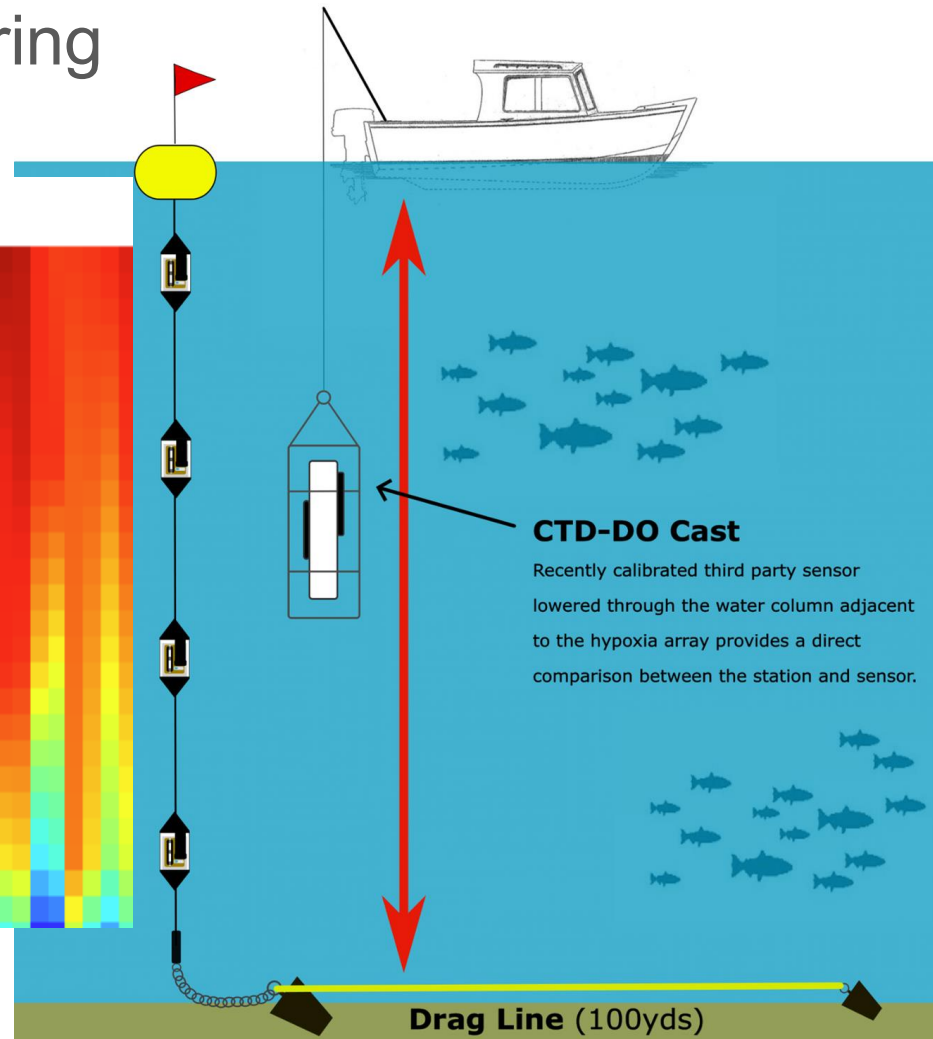 ring
CTD-DO Cast
Recently calibrated third party sensor
lowered through the water column adjacent
to the hypoxia array provides a direct
comparison between the station and sensor.
Drag Line (100yds)